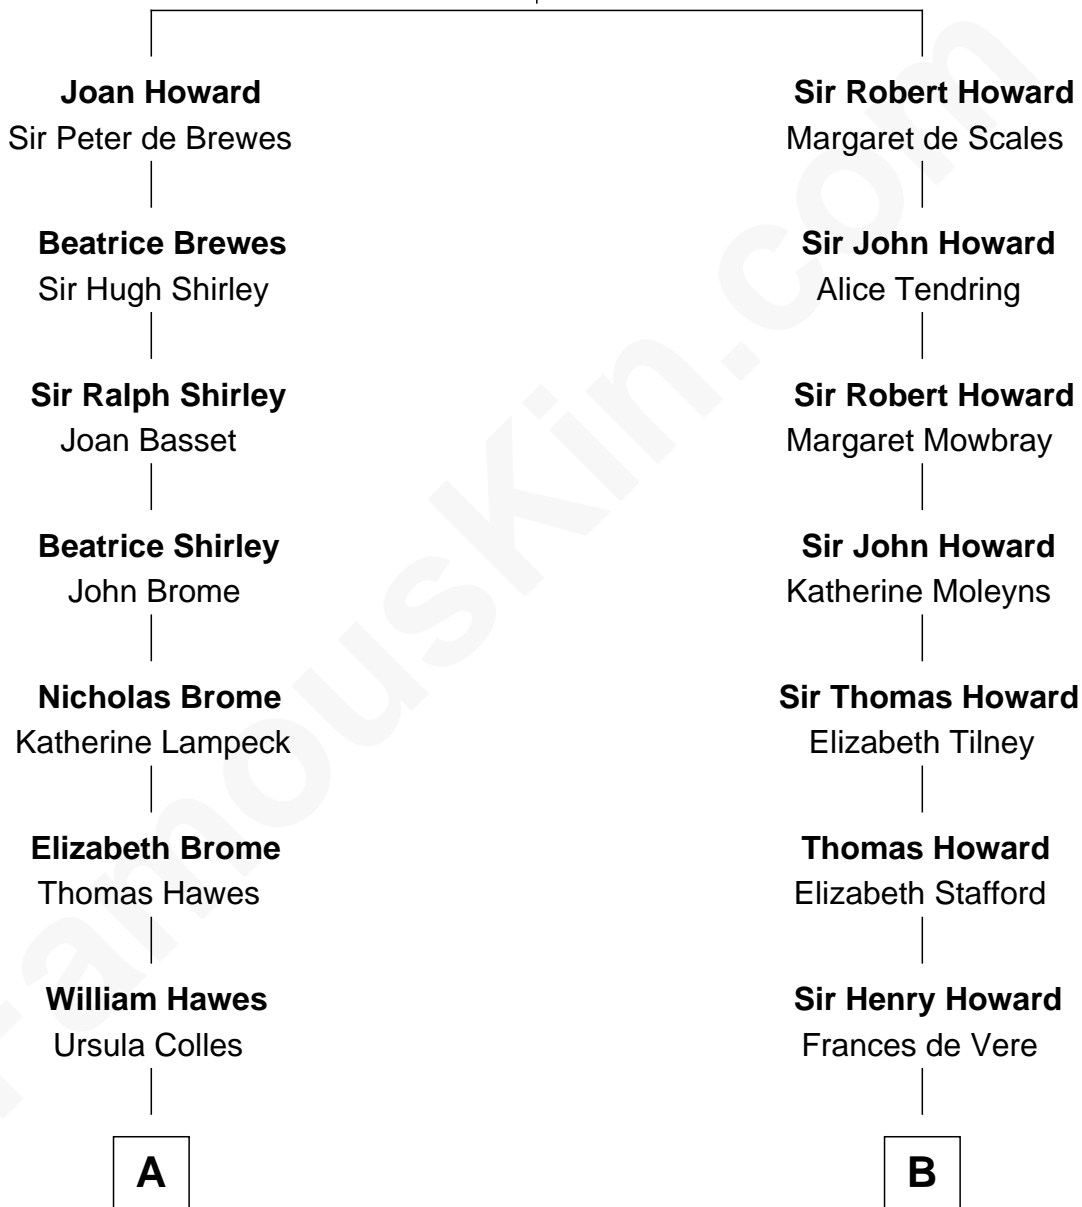 Joan Howard
Sir Peter de Brewes
Beatrice Brewes
Sir Hugh Shirley
Sir Ralph Shirley
Joan Basset
Beatrice Shirley
John Brome
Nicholas Brome
Katherine Lampeck
Elizabeth Brome
Thomas Hawes
William Hawes
Ursula Colles
A
Sir Robert Howard
Margaret de Scales
Sir John Howard
Alice Tendring
Sir Robert Howard
Margaret Mowbray
Sir John Howard
Katherine Moleyns
Sir Thomas Howard
Elizabeth Tilney
Thomas Howard
Elizabeth Stafford
Sir Henry Howard
Frances de Vere
B
FamousKin.com